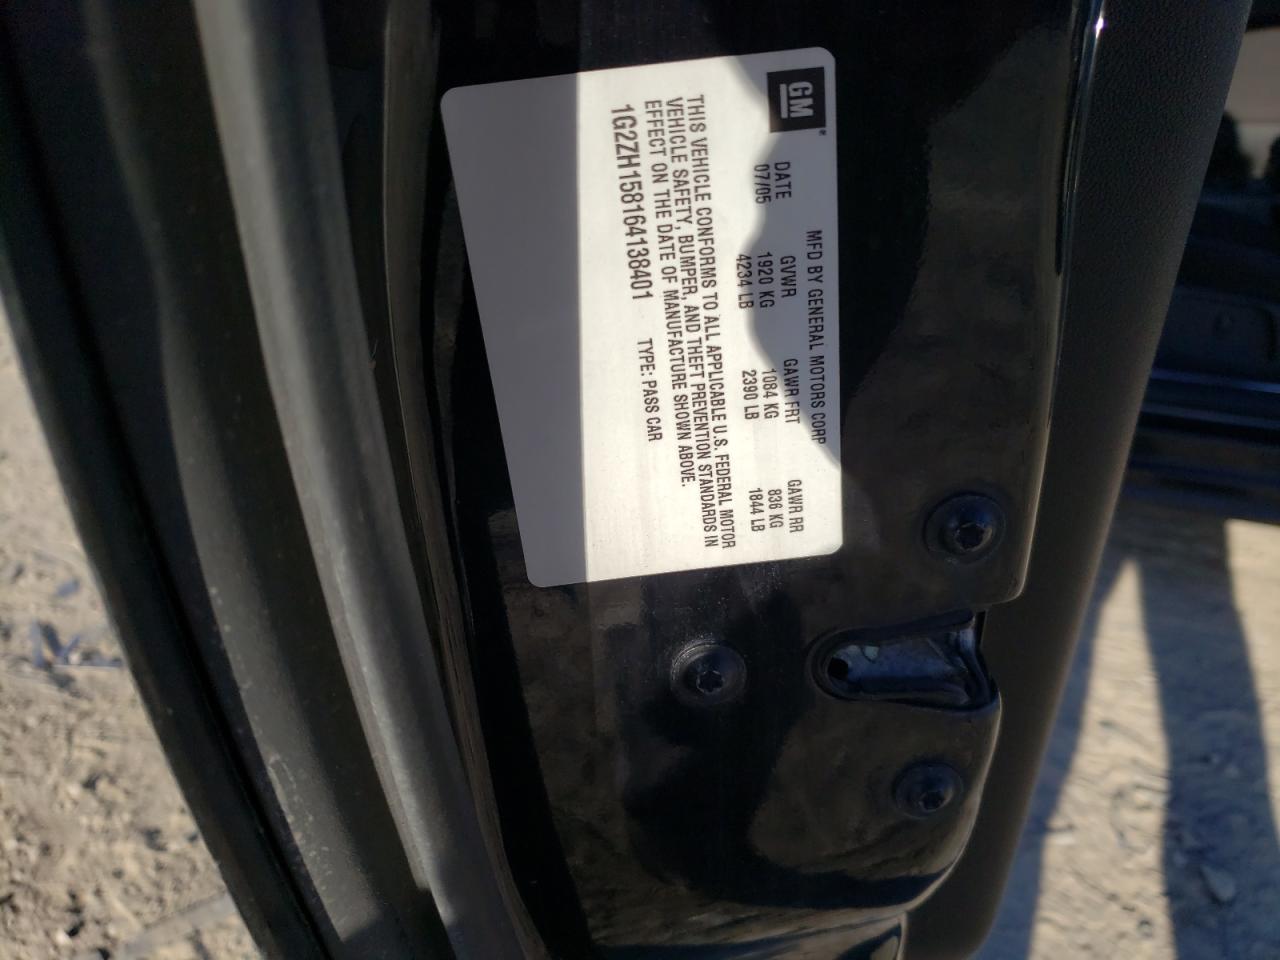 GM
MFD BY GENERAL MOTORS CORP
DATE GVWR GAWR FRT GAWR RR
07/05 1920 KG 1084 KG 836 KG
4234 LB 2390 LB 1844 LB
THIS VEHICLE CONFORMS TO ALL APPLICABLE U.S. FEDERAL MOTOR
VEHICLE SAFETY, BUMPER, AND THEFT PREVENTION STANDARDS IN
EFFECT ON THE DATE OF MANUFACTURE SHOWN ABOVE.
1G2ZH158164138401 TYPE: PASS CAR